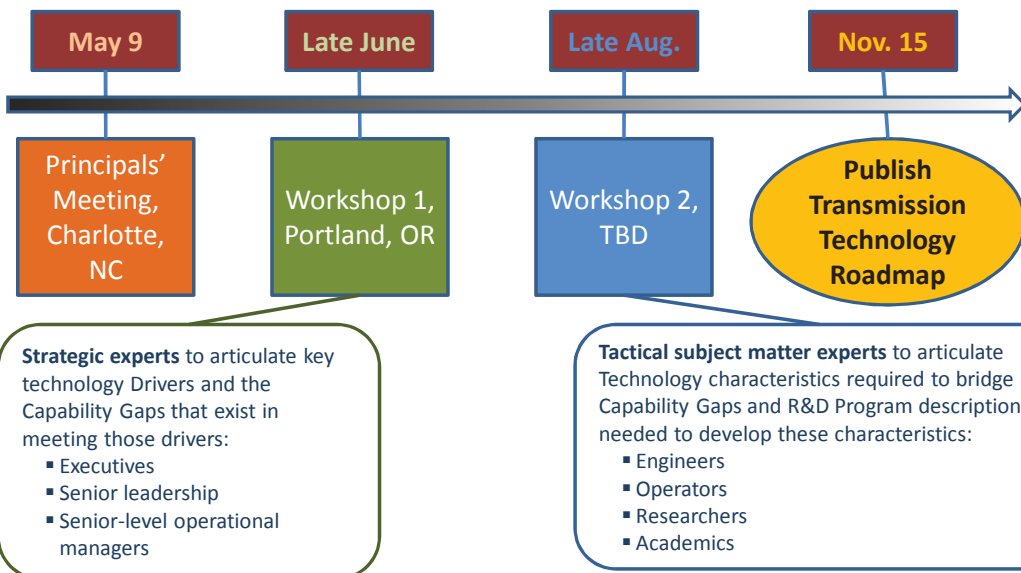 May 9
Late June
Late Aug.
Nov. 15
Principals'
Meeting,
Charlotte,
NC
Workshop 1,
Portland, OR
Workshop 2,
TBD
Publish
Transmission
Technology
Roadmap
Strategic experts to articulate key
technology Drivers and the
Capability Gaps that exist in
meeting those drivers:
▪ Executives
▪ Senior leadership
▪ Senior-level operational
managers
Tactical subject matter experts to articulate
Technology characteristics required to bridge
Capability Gaps and R&D Program description
needed to develop these characteristics:
▪ Engineers
▪ Operators
▪ Researchers
▪ Academics